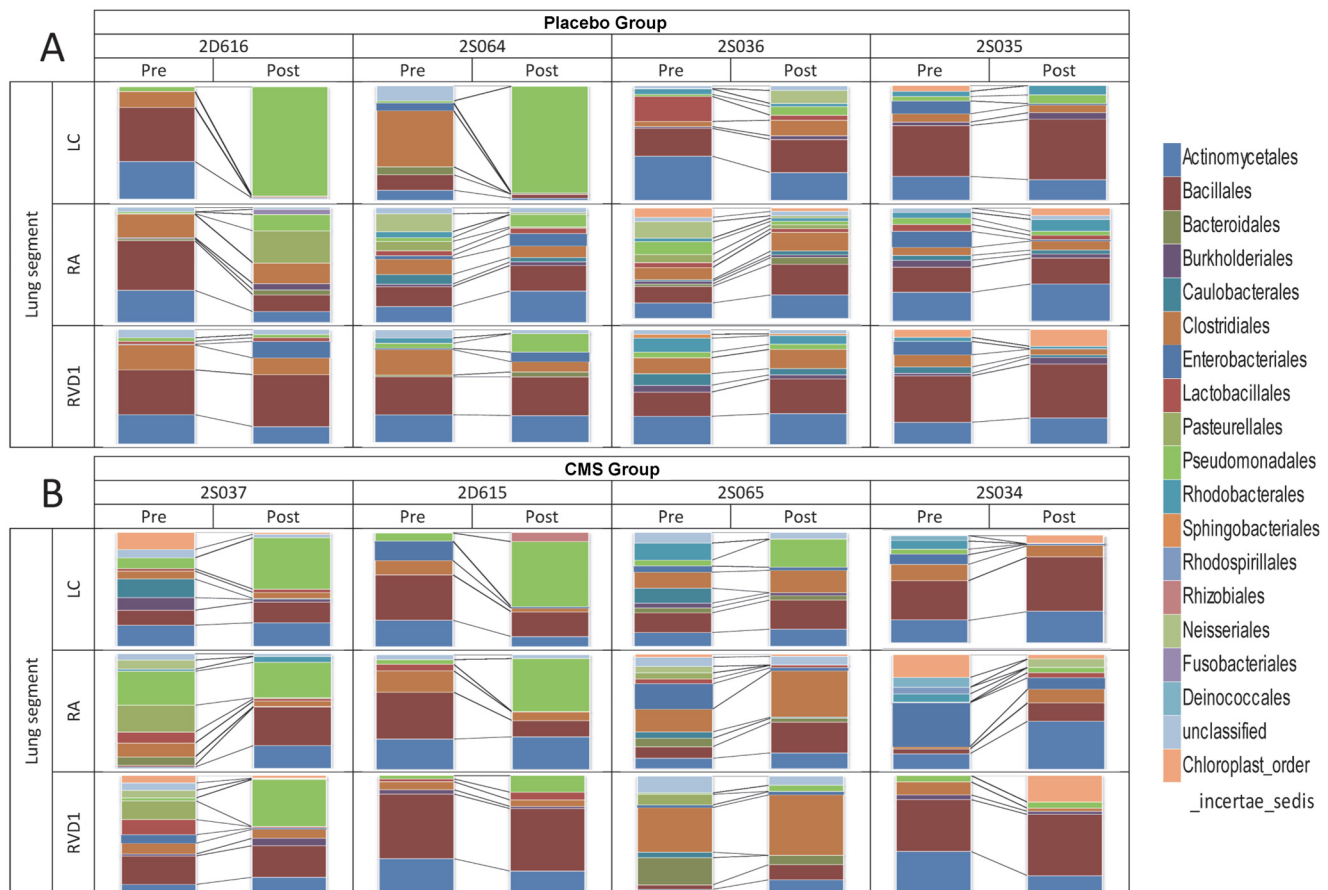 A
Placebo Group
2D616 2S064 2S036 2S035
Pre Post Pre Post Pre Post Pre Post
Lung segment
LC
RA
RVD1
B
CMS Group
2S037 2D615 2S065 2S034
Pre Post Pre Post Pre Post Pre Post
Lung segment
LC
RA
RVD1
Actinomycetales
Bacillales
Bacteroidales
Burkholderiales
Caulobacterales
Clostridiales
Enterobacteriales
Lactobacillales
Pasteurellales
Pseudomonadales
Rhodobacterales
Sphingobacteriales
Rhodospirillales
Rhizobiales
Neisseriales
Fusobacteriales
Deinococcales
unclassified
Chloroplast_order
_incertae_sedis